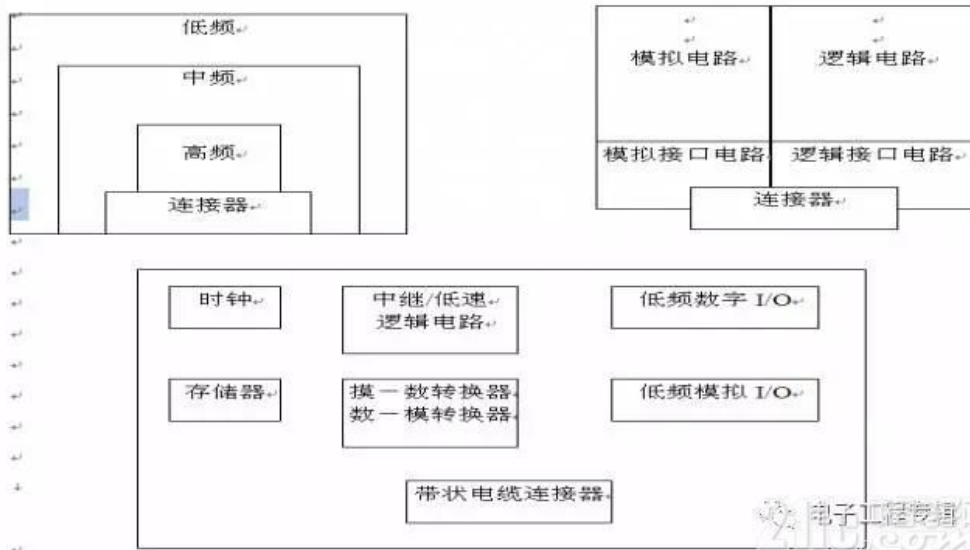 低频
中频
高频
连接器
模拟电路
逻辑电路
模拟接口电路
逻辑接口电路
连接器
时钟
中继/低速
逻辑电路
低频数字 I/O
存储器
摸一数转换器
数一模转换器
低频模拟 I/O
带状电缆连接器
电子工程专辑